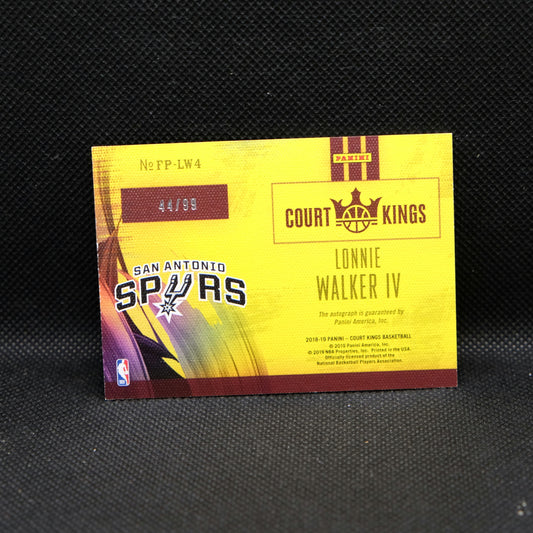 № FP-LW4
44/99
SAN ANTONIO
SPURS
NBA
PANINI
COURT KINGS
LONNIE
WALKER IV
The autograph is guaranteed by
Panini America, Inc.
2018-19 PANINI – COURT KINGS BASKETBALL
© 2019 Panini America, Inc.
© 2019 NBA Properties, Inc. Printed in the USA.
Officially licensed product of the
National Basketball Players Association.